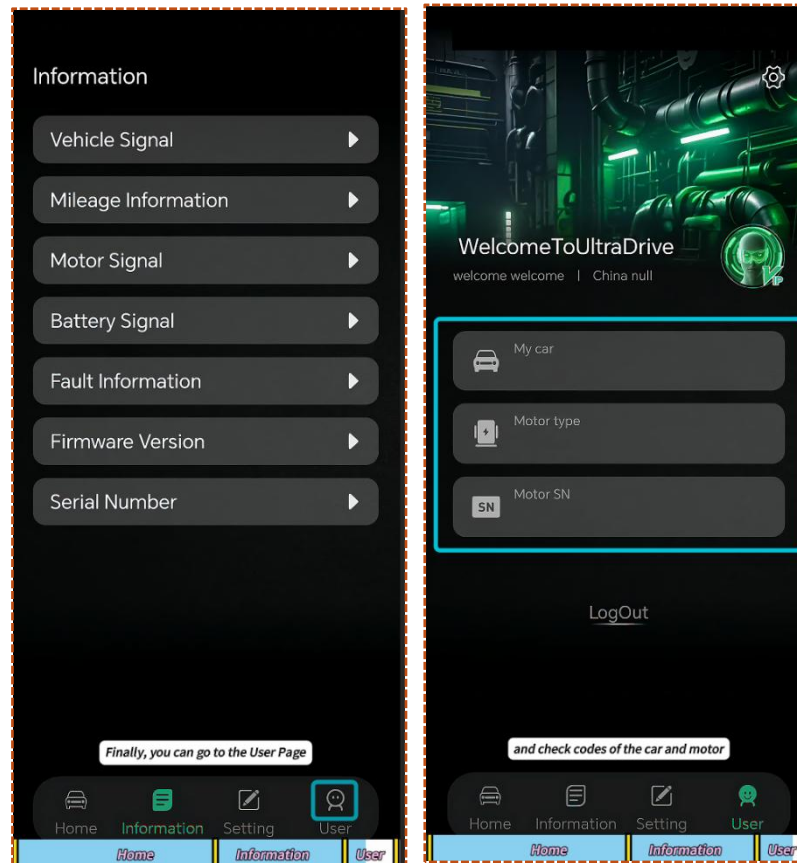 Information
Vehicle Signal
Mileage Information
Motor Signal
Battery Signal
Fault Information
Firmware Version
Serial Number
Finally, you can go to the User Page
Home Information Setting User
Home Information User
WelcomeToUltraDrive
welcome welcome | China null
VIP
My car
Motor type
SN Motor SN
LogOut
and check codes of the car and motor
Home Information Setting User
Home Information User